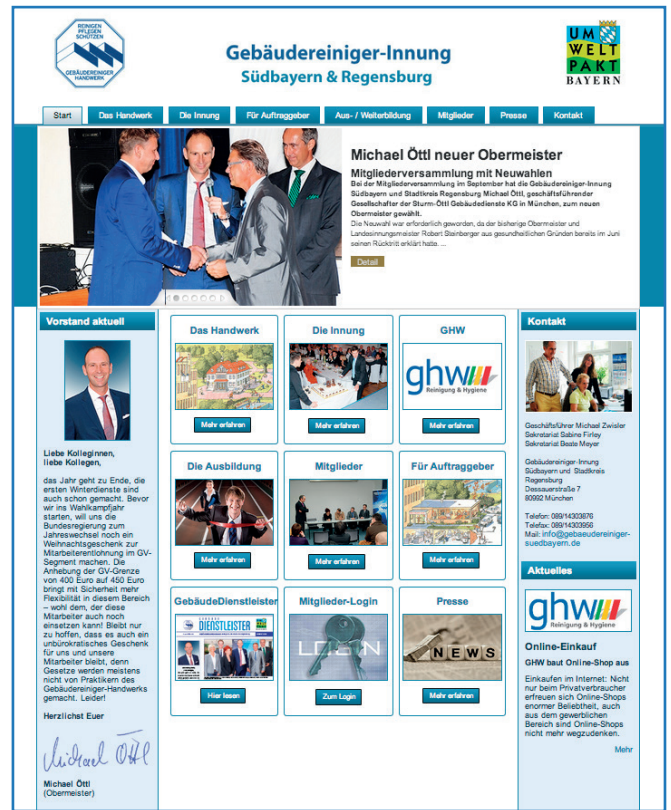 REINIGEN
PFLEGEN
SCHÜTZEN
GEBÄUDEREINIGER
HANDWERK
Gebäudereiniger-Innung
Südbayern & Regensburg
UM
WELT
PAKT
BAYERN
Start
Das Handwerk
Die Innung
Für Auftraggeber
Aus- / Weiterbildung
Mitglieder
Presse
Kontakt
Michael Öttl neuer Obermeister
Mitgliederversammlung mit Neuwahlen
Bei der Mitgliederversammlung im September hat die Gebäudereiniger-Innung
Südbayern und Stadtkreis Regensburg Michael Öttl, geschäftsführender
Gesellschafter der Sturm-Öttl Gebäudedienste KG in München, zum neuen
Obermeister gewählt.
Die Neuwahl war erforderlich geworden, da der bisherige Obermeister und
Landesinnungsmeister Robert Steinberger aus gesundheitlichen Gründen bereits im Juni
seinen Rücktritt erklärt hatte. ...
Detail
Vorstand aktuell
Liebe Kolleginnen,
liebe Kollegen,
das Jahr geht zu Ende, die
ersten Winterdienste sind
auch schon gemacht. Bevor
wir ins Wahlkampfjahr
starten, will uns die
Bundesregierung zum
Jahreswechsel noch ein
Weihnachtsgeschenk zur
Mitarbeiterentlohnung im GV-
Segment machen. Die
Anhebung der GV-Grenze
von 400 Euro auf 450 Euro
bringt mit Sicherheit mehr
Flexibilität in diesem Bereich
– wohl dem, der diese
Mitarbeiter auch noch
einsetzen kann! Bleibt nur
zu hoffen, dass es auch ein
unbürokratisches Geschenk
für uns und unsere
Mitarbeiter bleibt, denn
Gesetze werden meistens
nicht von Praktikern des
Gebäudereiniger-Handwerks
gemacht. Leider!
Herzlichst Euer
Michael Öttl
Michael Öttl
(Obermeister)
Das Handwerk
Mehr erfahren
Die Innung
Mehr erfahren
GHW
ghw
Reinigung & Hygiene
Mehr erfahren
Die Ausbildung
Mehr erfahren
Mitglieder
Mehr erfahren
Für Auftraggeber
Mehr erfahren
GebäudeDienstleister
DIENSTLEISTER
Hier lesen
Mitglieder-Login
LOGIN
Zum Login
Presse
NEWS
Mehr erfahren
Kontakt
Geschäftsführer Michael Zwisler
Sekretariat Sabine Firley
Sekretariat Beate Meyer
Gebäudereiniger-Innung
Südbayern und Stadtkreis
Regensburg
Dessauerstraße 7
80992 München
Telefon: 089/14303876
Telefax: 089/14303956
Mail: info@gebaeudereiniger-
suedbayern.de
Aktuelles
ghw
Reinigung & Hygiene
Online-Einkauf
GHW baut Online-Shop aus
Einkaufen im Internet: Nicht
nur beim Privatverbraucher
erfreuen sich Online-Shops
enormer Beliebtheit, auch
aus dem gewerblichen
Bereich sind Online-Shops
nicht mehr wegzudenken.
Mehr